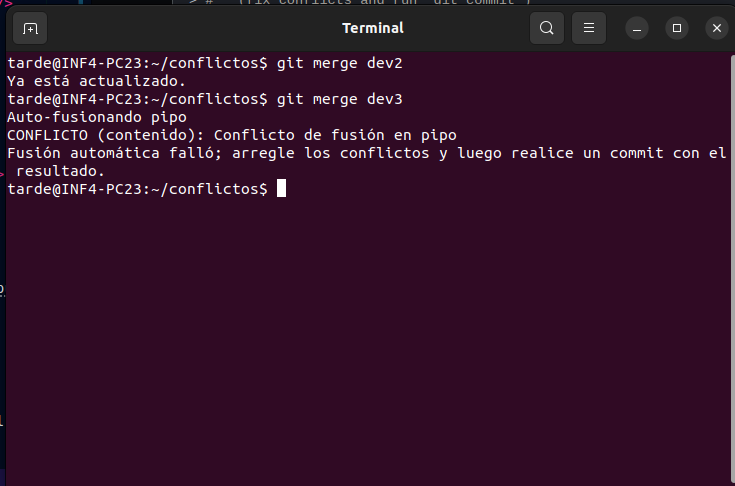 > # (fix conflicts and run "git commit")
Terminal
tarde@INF4-PC23:~/conflictos$ git merge dev2
Ya está actualizado.
tarde@INF4-PC23:~/conflictos$ git merge dev3
Auto-fusionando pipo
CONFLICTO (contenido): Conflicto de fusión en pipo
Fusión automática falló; arregle los conflictos y luego realice un commit con el
 resultado.
tarde@INF4-PC23:~/conflictos$